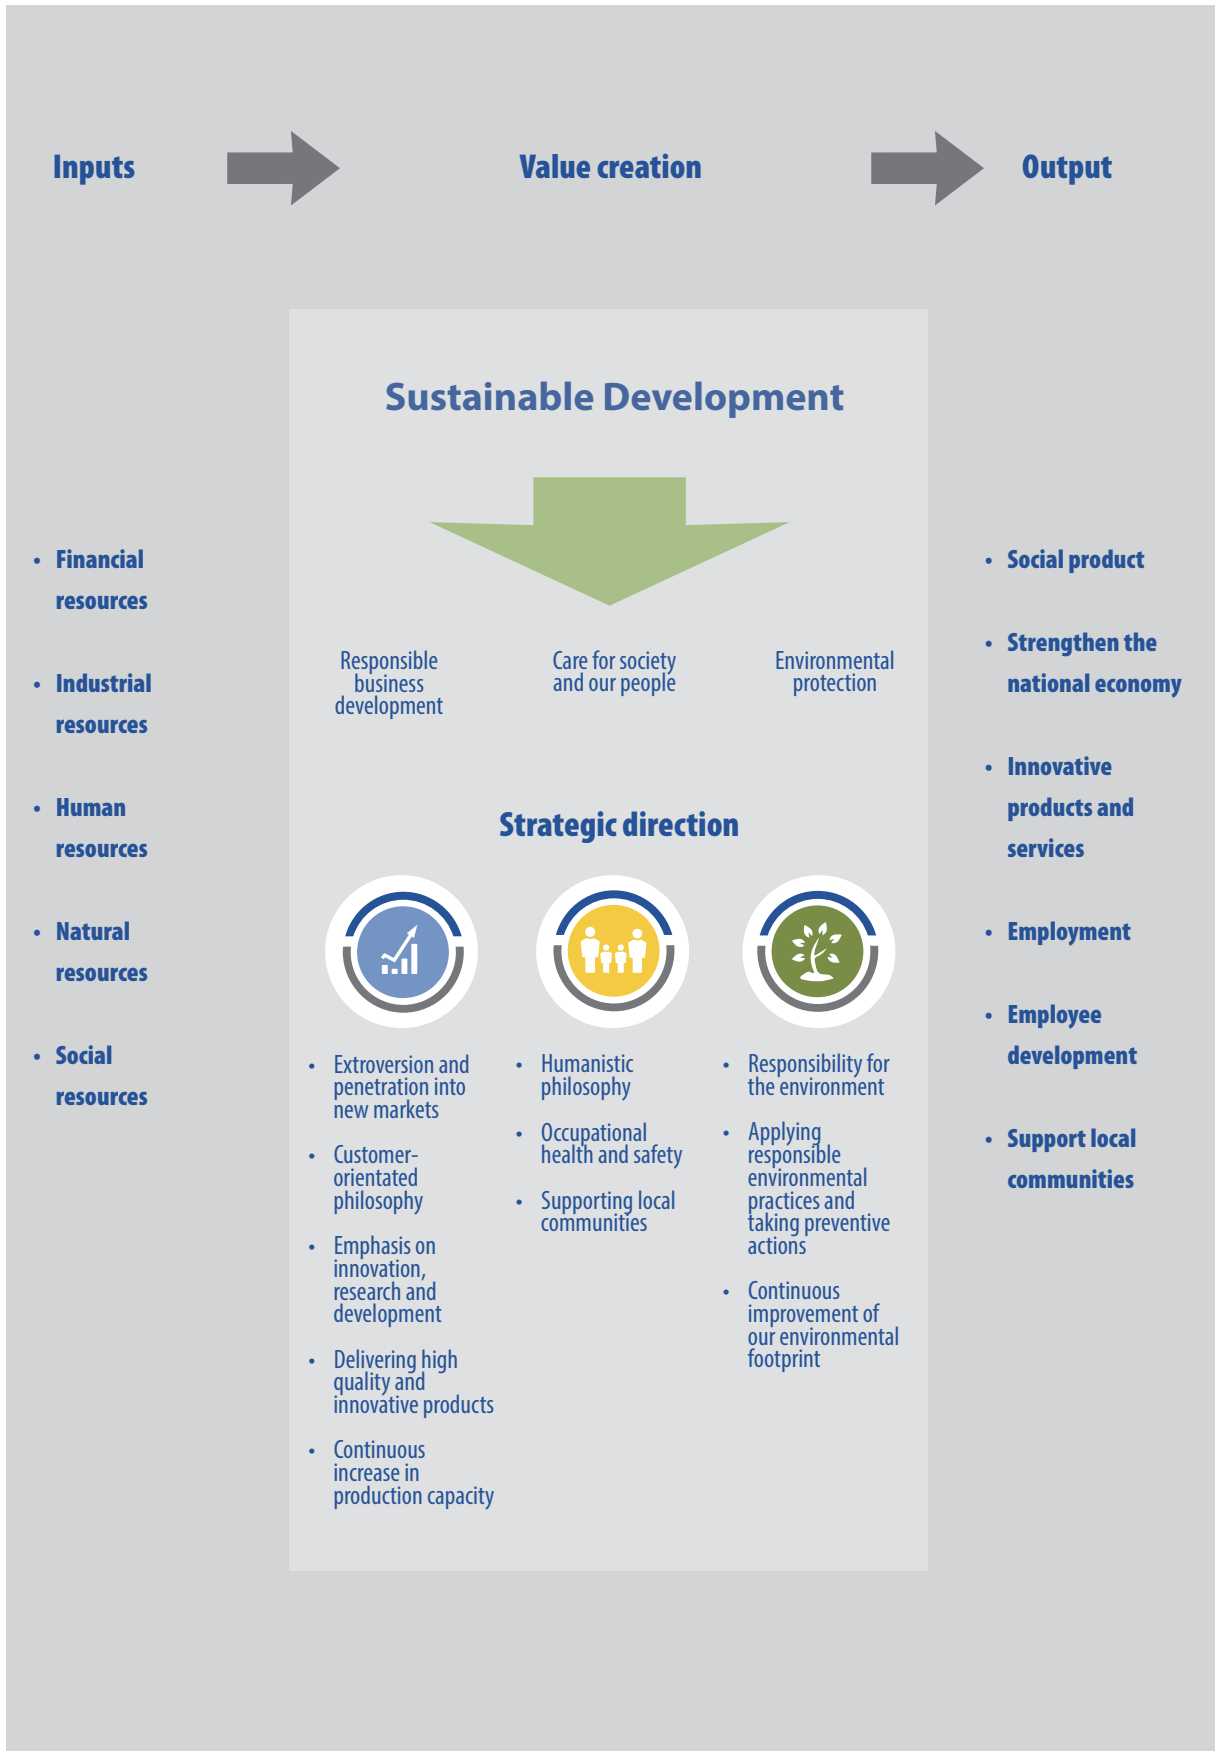 Inputs
Value creation
Output
Sustainable Development
• Financial
resources
• Industrial
resources
• Human
resources
• Natural
resources
• Social
resources
Responsible
business
development
Care for society
and our people
Environmental
protection
Strategic direction
• Extroversion and
penetration into
new markets
• Customer-
orientated
philosophy
• Emphasis on
innovation,
research and
development
• Delivering high
quality and
innovative products
• Continuous
increase in
production capacity
• Humanistic
philosophy
• Occupational
health and safety
• Supporting local
communities
• Responsibility for
the environment
• Applying
responsible
environmental
practices and
taking preventive
actions
• Continuous
improvement of
our environmental
footprint
• Social product
• Strengthen the
national economy
• Innovative
products and
services
• Employment
• Employee
development
• Support local
communities